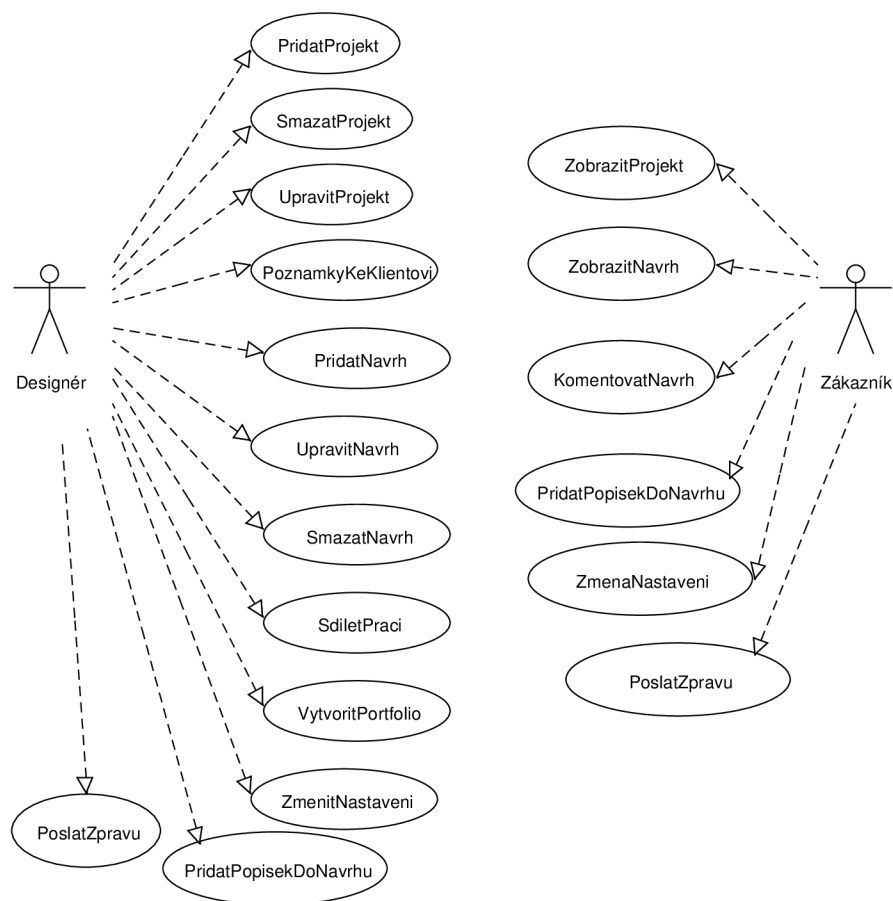 PridatProjekt
SmazatProjekt
UpravitProjekt
PoznamkyKeKlientovi
Designér
PridatNavrh
UpravitNavrh
SmazatNavrh
SdiletPraci
VytvoritPortfolio
ZmenitNastaveni
PoslatZpravu
PridatPopisekDoNavrhu
ZobrazitProjekt
ZobrazitNavrh
KomentovatNavrh
Zákazník
PridatPopisekDoNavrhu
ZmenaNastaveni
PoslatZpravu